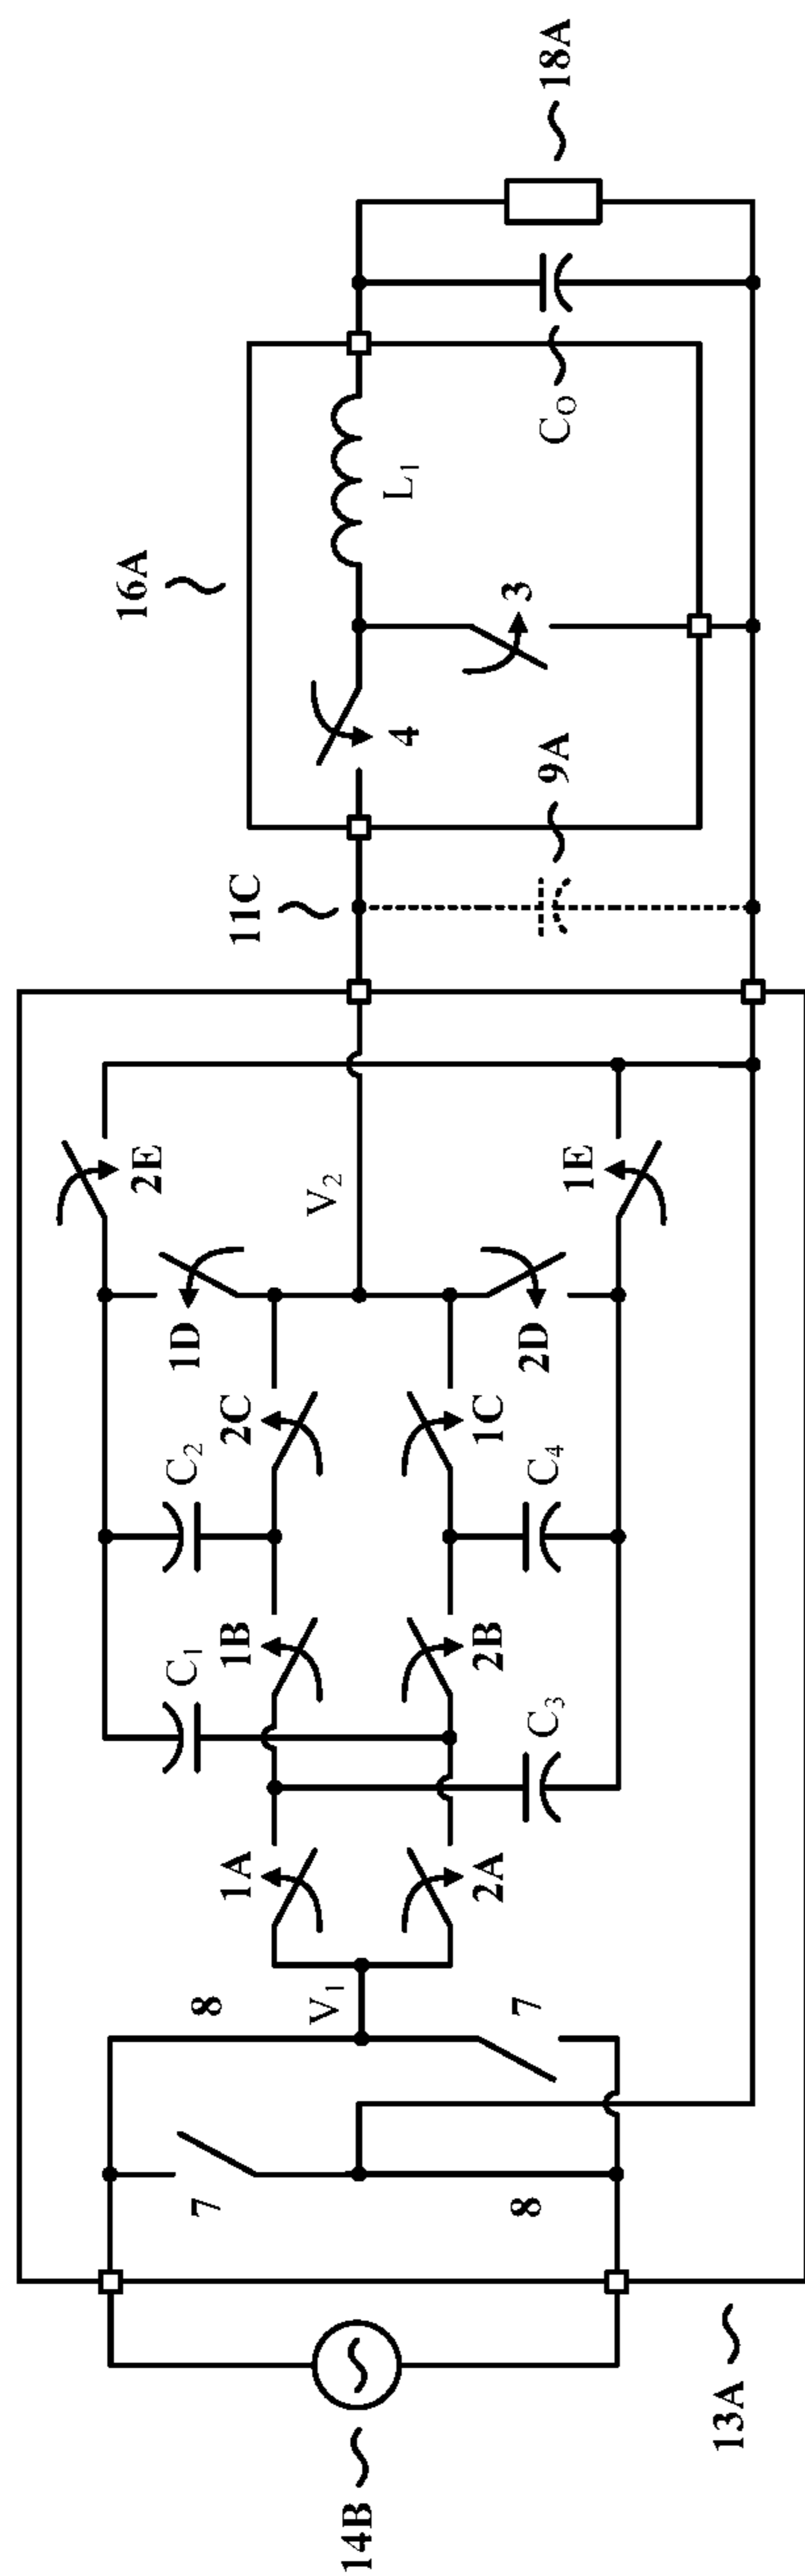 14B
13A
7
8
8
7
V₁
1A
2A
C₁
C₃
1B
2B
C₂
C₄
2C
1C
1D
2D
2E
1E
V₂
11C
9A
16A
4
3
L₁
C_O
18A